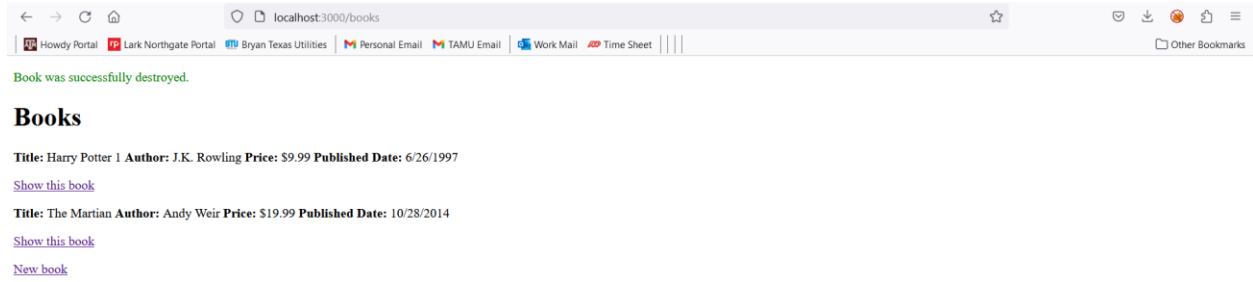 localhost:3000/books
Howdy Portal Lark Northgate Portal Bryan Texas Utilities Personal Email TAMU Email Work Mail Time Sheet Other Bookmarks
Book was successfully destroyed.
Books
Title: Harry Potter 1 Author: J.K. Rowling Price: $9.99 Published Date: 6/26/1997
Show this book
Title: The Martian Author: Andy Weir Price: $19.99 Published Date: 10/28/2014
Show this book
New book